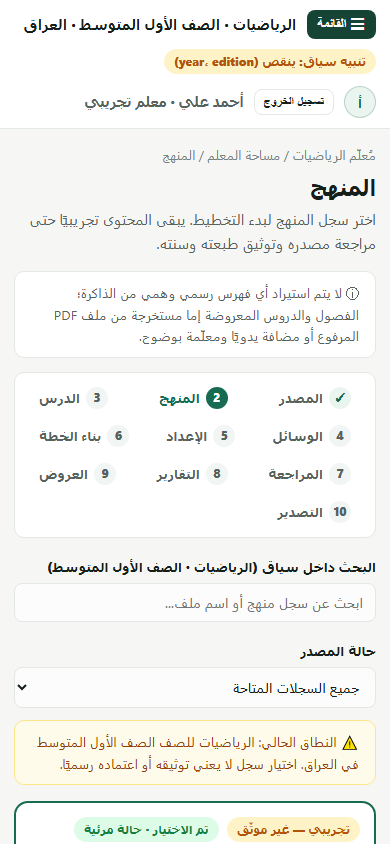 القائمة
الرياضيات · الصف الأول المتوسط · العراق
تنبيه سياق: ينقص (year، edition)
أ
تسجيل الخروج
أحمد علي · معلم تجريبي
مُعلّم الرياضيات / مساحة المعلم / المنهج
المنهج
اختر سجل المنهج لبدء التخطيط. يبقى المحتوى تجريبيًا حتى
مراجعة مصدره وتوثيق طبعته وسنته.
ⓘ لا يتم استيراد أي فهرس رسمي وهمي من الذاكرة؛
الفصول والدروس المعروضة إما مستخرجة من ملف PDF
المرفوع أو مضافة يدويًا ومعلّمة بوضوح.
✓ المصدر
2 المنهج
3 الدرس
4 الوسائل
5 الإعداد
6 بناء الخطة
7 المراجعة
8 التقارير
9 العروض
10 التصدير
البحث داخل سياق (الرياضيات · الصف الأول المتوسط)
ابحث عن سجل منهج أو اسم ملف...
حالة المصدر
جميع السجلات المتاحة
⚠ النطاق الحالي: الرياضيات للصف الصف الأول المتوسط
في العراق. اختيار سجل لا يعني توثيقه أو اعتماده رسميًا.
تجريبي — غير موثّق
تم الاختيار · حالة مرئية